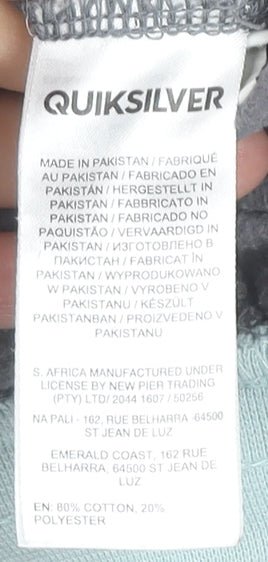 QUIKSILVER
MADE IN PAKISTAN / FABRIQUÉ
AU PAKISTAN / FABRICADO EN
PAKISTÁN / HERGESTELLT IN
PAKISTAN / FABBRICATO IN
PAKISTAN / FABRICADO NO
PAQUISTÃO / VERVAARDIGD IN
PAKISTAN / ИЗГОТОВЛЕНО В
ПАКИСТАН / FABRICAT ÎN
PAKISTAN / WYPRODUKOWANO
W PAKISTAN / VYROBENO V
PAKISTANU / KÉSZÜLT
PAKISTANBAN / PROIZVEDENO V
PAKISTANU
S. AFRICA MANUFACTURED UNDER
LICENSE BY NEW PIER TRADING
(PTY) LTD/ 2044 1607 / 50256
NA PALI - 162, RUE BELHARRA -64500
ST JEAN DE LUZ
EMERALD COAST, 162 RUE
BELHARRA, 64500 ST JEAN DE
LUZ
EN: 80% COTTON, 20%
POLYESTER